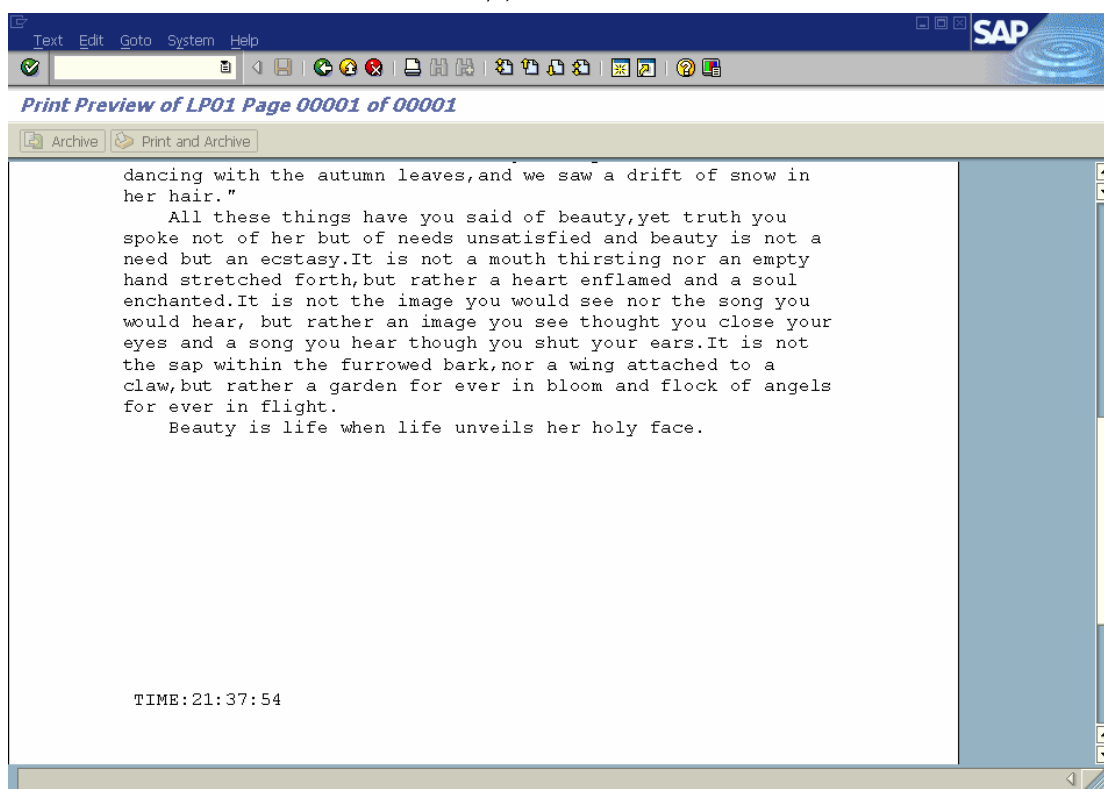 Text Edit Goto System Help
SAP
Print Preview of LP01 Page 00001 of 00001
Archive Print and Archive
dancing with the autumn leaves,and we saw a drift of snow in
her hair."
All these things have you said of beauty,yet truth you
spoke not of her but of needs unsatisfied and beauty is not a
need but an ecstasy.It is not a mouth thirsting nor an empty
hand stretched forth,but rather a heart enflamed and a soul
enchanted.It is not the image you would see nor the song you
would hear, but rather an image you see thought you close your
eyes and a song you hear though you shut your ears.It is not
the sap within the furrowed bark,nor a wing attached to a
claw,but rather a garden for ever in bloom and flock of angels
for ever in flight.
Beauty is life when life unveils her holy face.
TIME:21:37:54